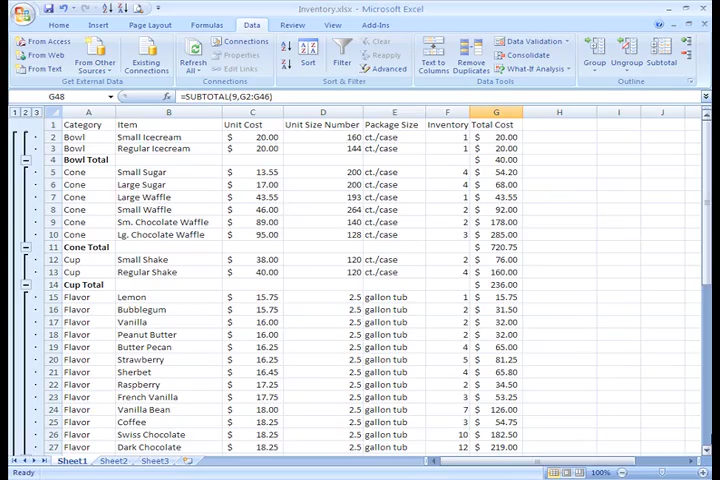 Inventory.xlsx - Microsoft Excel
Home Insert Page Layout Formulas Data Review View Add-Ins
From Access
From Web
From Text
From Other Sources
Existing Connections
Get External Data
Refresh All
Connections
Properties
Edit Links
Connections
Sort
Filter
Clear
Reapply
Advanced
Sort & Filter
Text to Columns
Remove Duplicates
Data Validation
Consolidate
What-If Analysis
Data Tools
Group
Ungroup
Subtotal
Outline
G48 =SUBTOTAL(9,G2:G46)
1 2 3 A B C D E F G H I J
1 Category Item Unit Cost Unit Size Number Package Size Inventory Total Cost
2 Bowl Small Icecream $ 20.00 160 ct./case 1 $ 20.00
3 Bowl Regular Icecream $ 20.00 144 ct./case 1 $ 20.00
4 Bowl Total $ 40.00
5 Cone Small Sugar $ 13.55 200 ct./case 4 $ 54.20
6 Cone Large Sugar $ 17.00 200 ct./case 4 $ 68.00
7 Cone Large Waffle $ 43.55 193 ct./case 1 $ 43.55
8 Cone Small Waffle $ 46.00 264 ct./case 2 $ 92.00
9 Cone Sm. Chocolate Waffle $ 89.00 140 ct./case 2 $ 178.00
10 Cone Lg. Chocolate Waffle $ 95.00 128 ct./case 3 $ 285.00
11 Cone Total $ 720.75
12 Cup Small Shake $ 38.00 120 ct./case 2 $ 76.00
13 Cup Regular Shake $ 40.00 120 ct./case 4 $ 160.00
14 Cup Total $ 236.00
15 Flavor Lemon $ 15.75 2.5 gallon tub 1 $ 15.75
16 Flavor Bubblegum $ 15.75 2.5 gallon tub 2 $ 31.50
17 Flavor Vanilla $ 16.00 2.5 gallon tub 2 $ 32.00
18 Flavor Peanut Butter $ 16.00 2.5 gallon tub 2 $ 32.00
19 Flavor Butter Pecan $ 16.25 2.5 gallon tub 4 $ 65.00
20 Flavor Strawberry $ 16.25 2.5 gallon tub 5 $ 81.25
21 Flavor Sherbet $ 16.45 2.5 gallon tub 4 $ 65.80
22 Flavor Raspberry $ 17.25 2.5 gallon tub 2 $ 34.50
23 Flavor French Vanilla $ 17.75 2.5 gallon tub 3 $ 53.25
24 Flavor Vanilla Bean $ 18.00 2.5 gallon tub 7 $ 126.00
25 Flavor Coffee $ 18.25 2.5 gallon tub 3 $ 54.75
26 Flavor Swiss Chocolate $ 18.25 2.5 gallon tub 10 $ 182.50
27 Flavor Dark Chocolate $ 18.25 2.5 gallon tub 12 $ 219.00
Sheet1 Sheet2 Sheet3
Ready 100%